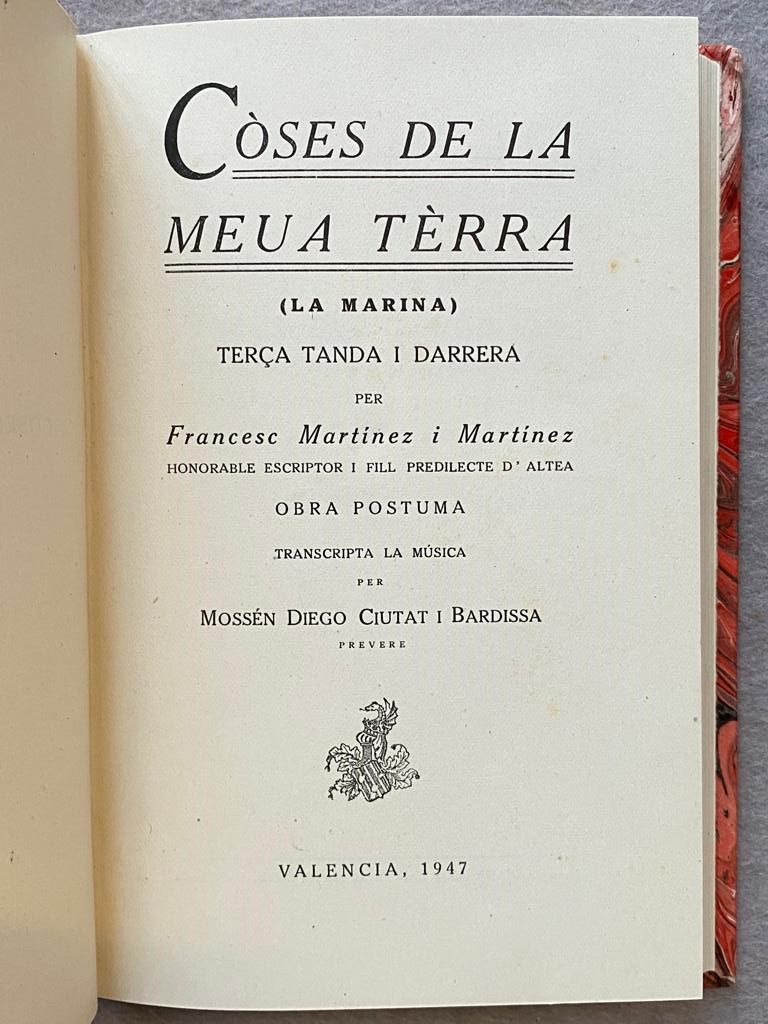 CÒSES DE LA
MEUA TÈRRA
(LA MARINA)
TERÇA TANDA I DARRERA
PER
Francesc Martínez i Martínez
HONORABLE ESCRIPTOR I FILL PREDILECTE D' ALTEA
OBRA POSTUMA
TRANSCRIPTA LA MÚSICA
PER
MOSSÉN DIEGO CIUTAT I BARDISSA
PREVERE
VALENCIA, 1947